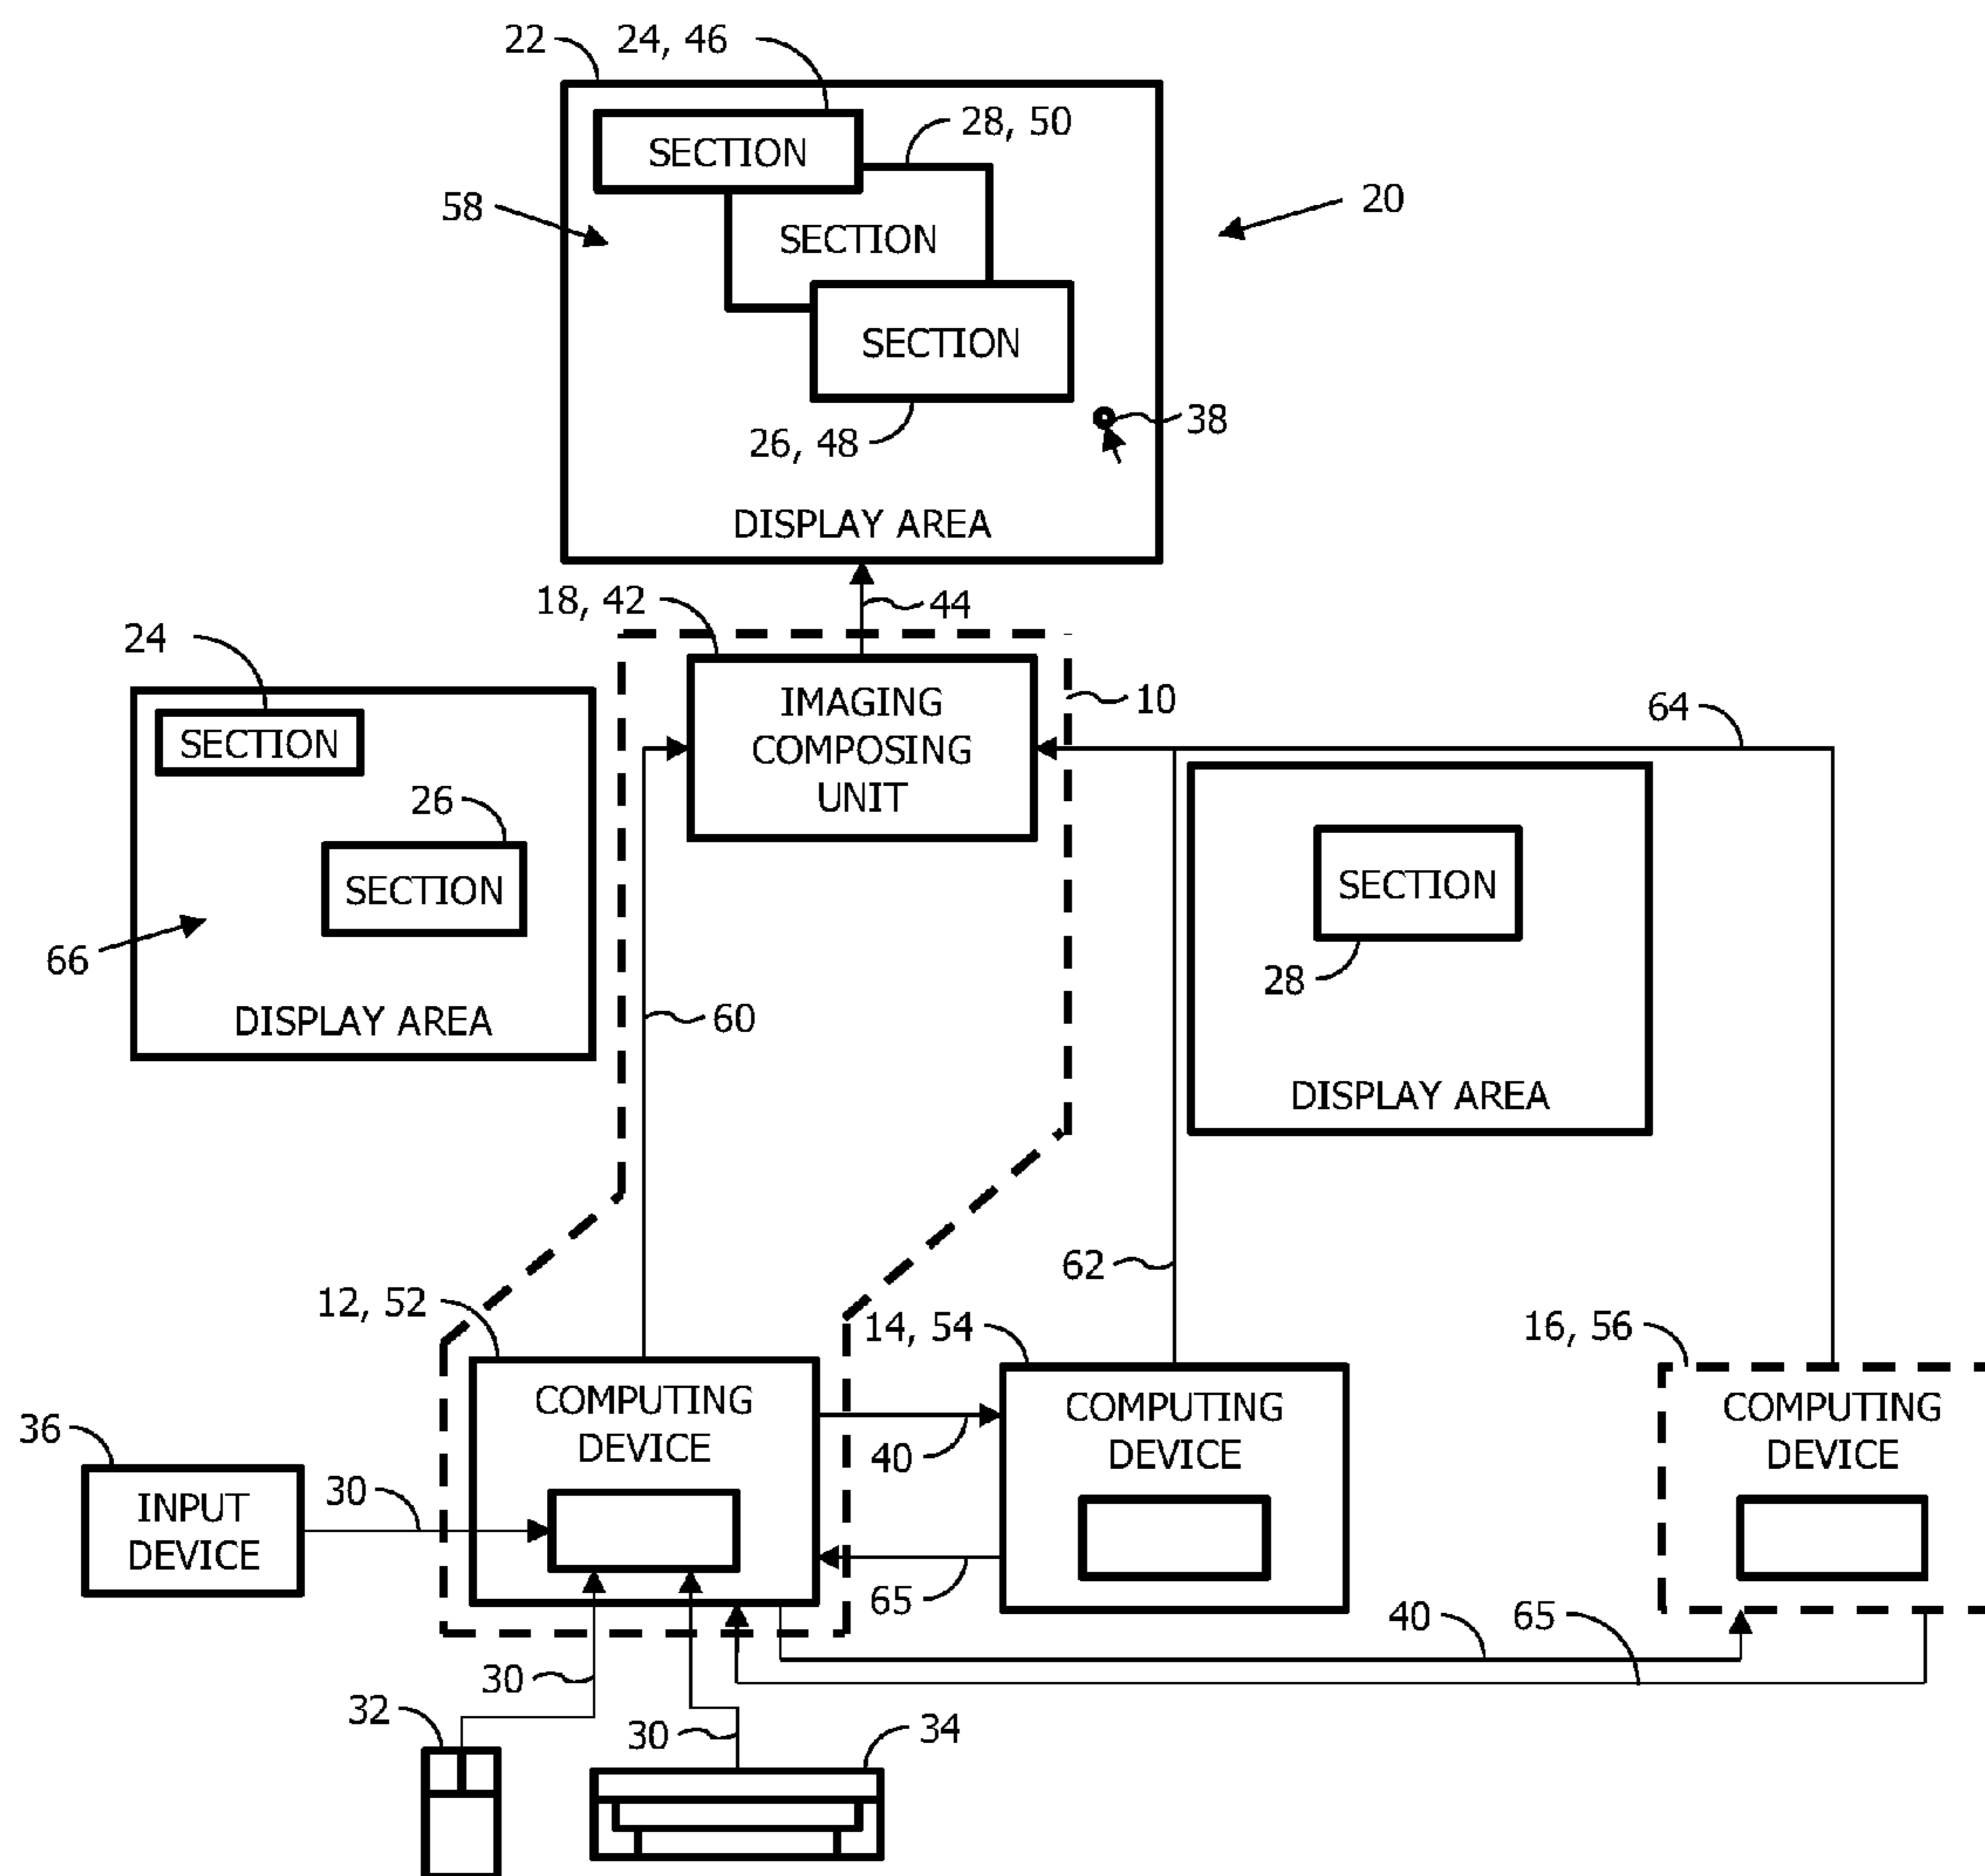 22
24, 46
28, 50
SECTION
58
20
SECTION
SECTION
38
26, 48
DISPLAY AREA
18, 42
44
24
10
IMAGING
COMPOSING
UNIT
64
SECTION
26
SECTION
SECTION
66
28
DISPLAY AREA
60
DISPLAY AREA
62
12, 52
14, 54
16, 56
COMPUTING
DEVICE
COMPUTING
DEVICE
COMPUTING
DEVICE
36
40
30
INPUT
DEVICE
65
40
65
30
32
30
34